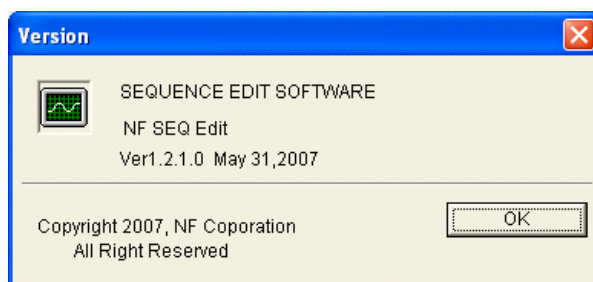 Version
SEQUENCE EDIT SOFTWARE
NF SEQ Edit
Ver1.2.1.0 May 31,2007
Copyright 2007, NF Coporation
All Right Reserved
OK